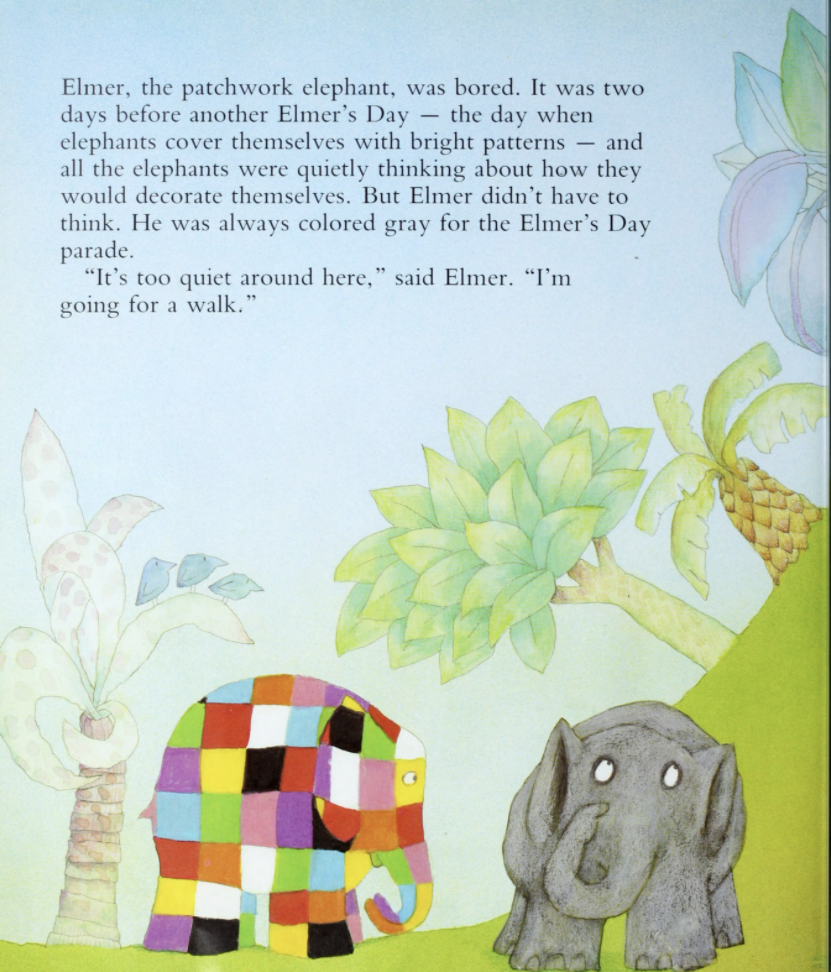 Elmer, the patchwork elephant, was bored. It was two
days before another Elmer's Day — the day when
elephants cover themselves with bright patterns — and
all the elephants were quietly thinking about how they
would decorate themselves. But Elmer didn't have to
think. He was always colored gray for the Elmer's Day
parade.
"It's too quiet around here," said Elmer. "I'm
going for a walk."